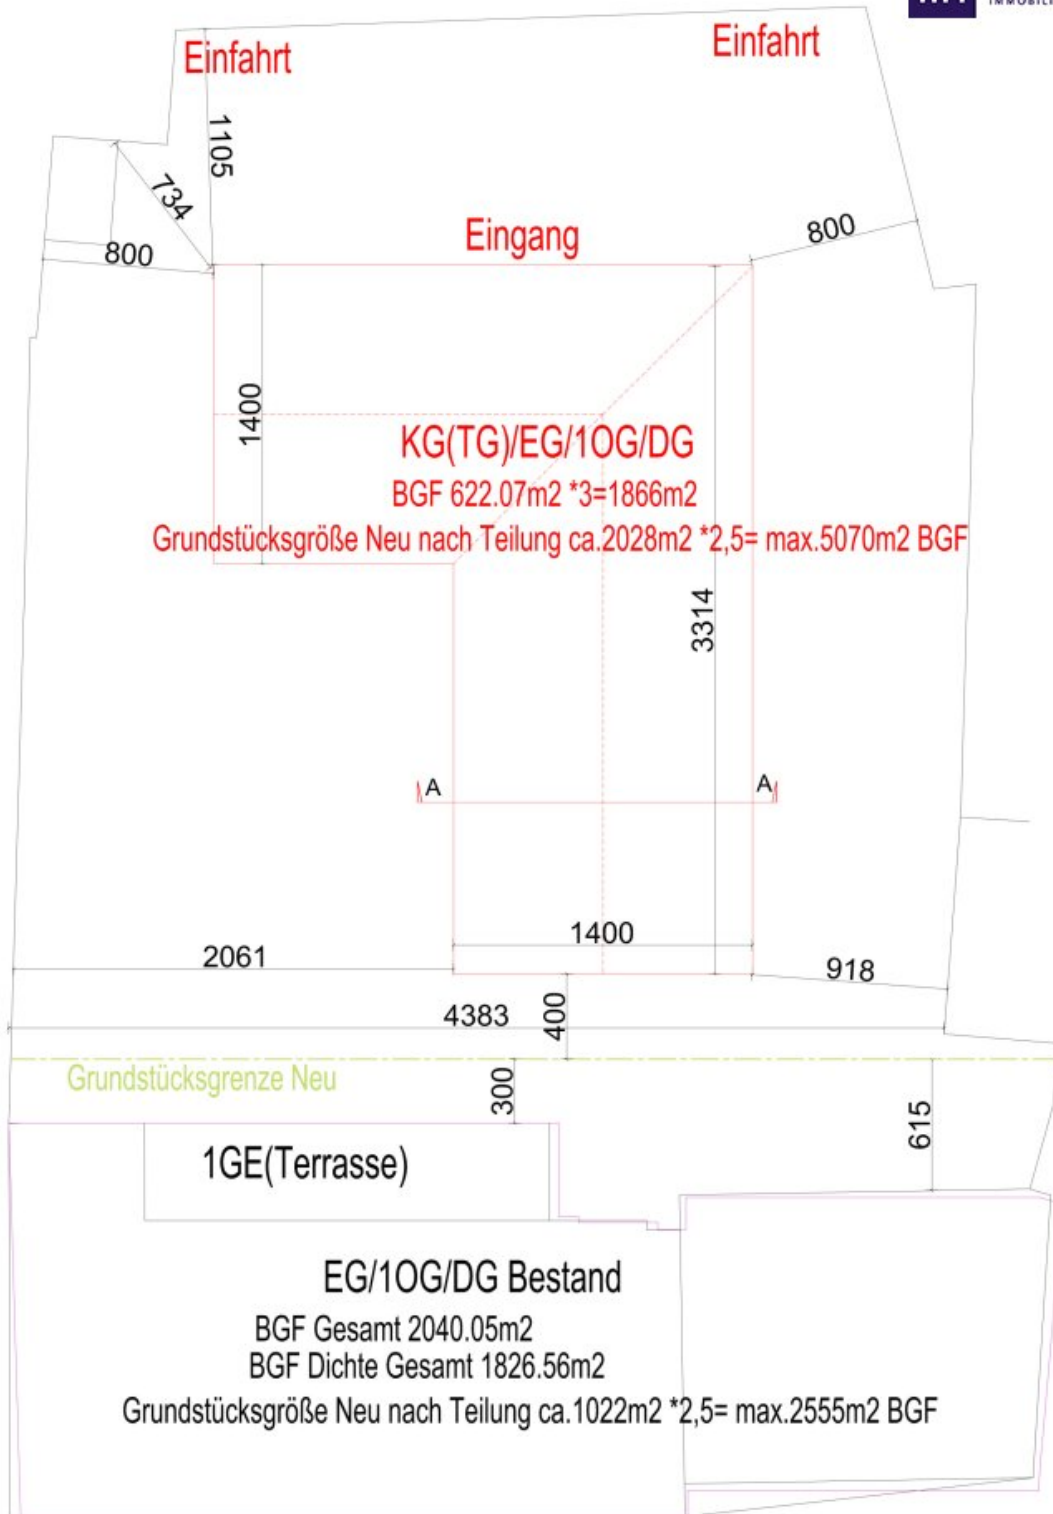 IMMOBILI
Einfahrt
Einfahrt
1105
734
800
Eingang
800
1400
KG(TG)/EG/1OG/DG
BGF 622.07m2 *3=1866m2
Grundstücksgröße Neu nach Teilung ca.2028m2 *2,5= max.5070m2 BGF
3314
A
A
1400
2061
918
4383
400
Grundstücksgrenze Neu
300
615
1GE(Terrasse)
EG/1OG/DG Bestand
BGF Gesamt 2040.05m2
BGF Dichte Gesamt 1826.56m2
Grundstücksgröße Neu nach Teilung ca.1022m2 *2,5= max.2555m2 BGF